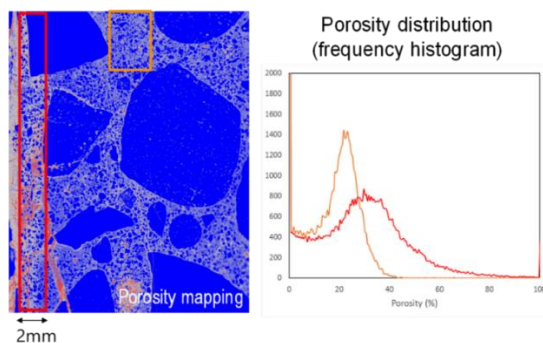 Porosity distribution
(frequency histogram)
2000
1800
1600
1400
1200
1000
800
600
400
200
0
0 20 40 60 80 100
Porosity (%)
Porosity mapping
2mm